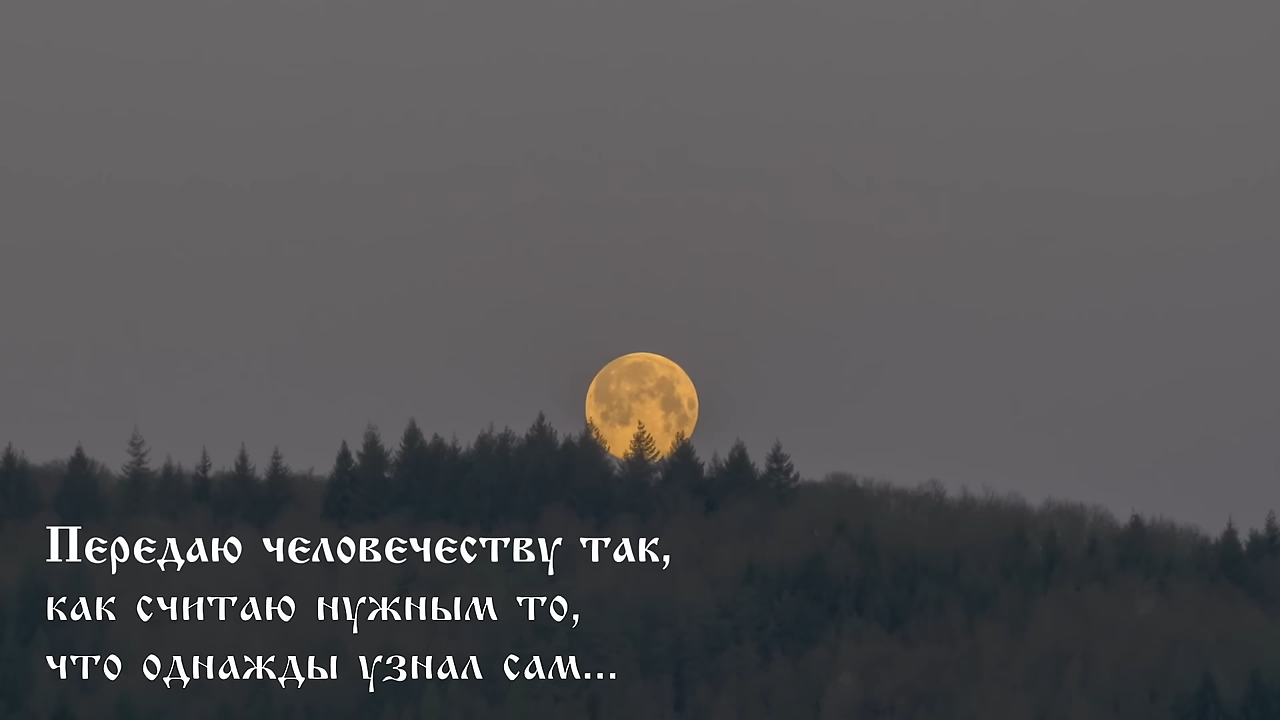 Передаю человечеству так,
как считаю нужным то,
что однажды узнал сам...